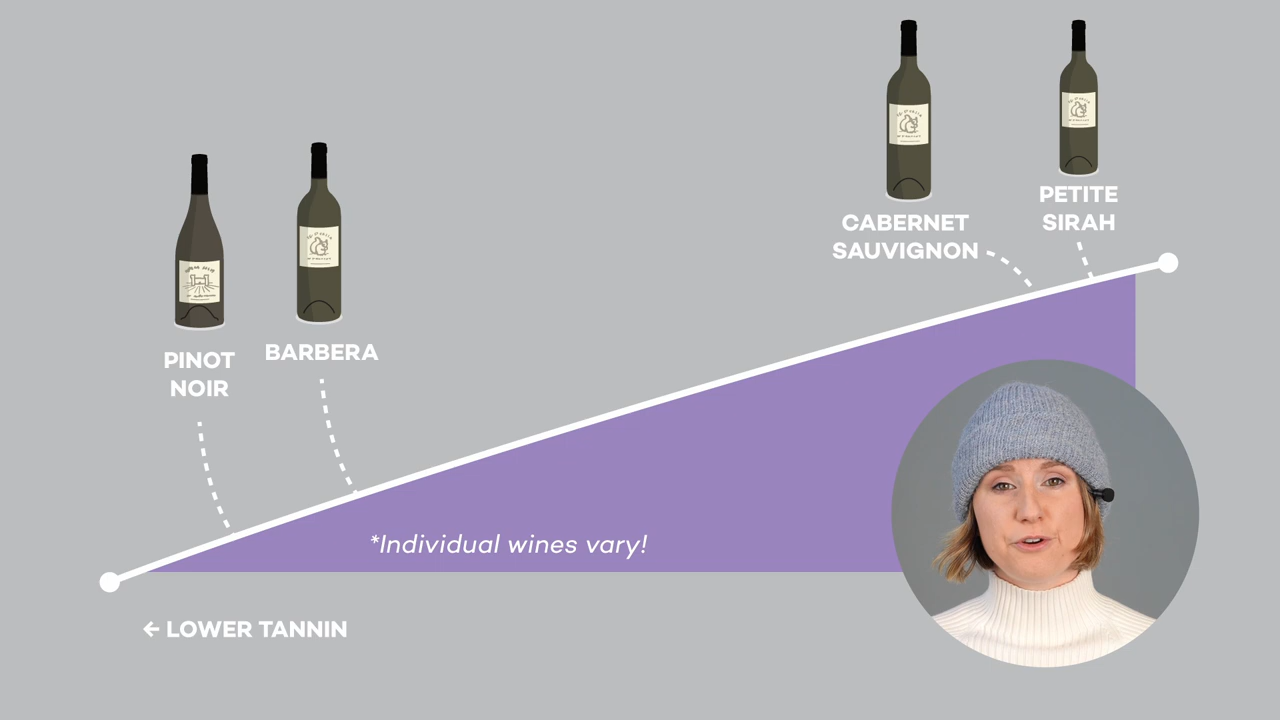 PINOT
NOIR
BARBERA
CABERNET
SAUVIGNON
PETITE
SIRAH
*Individual wines vary!
← LOWER TANNIN